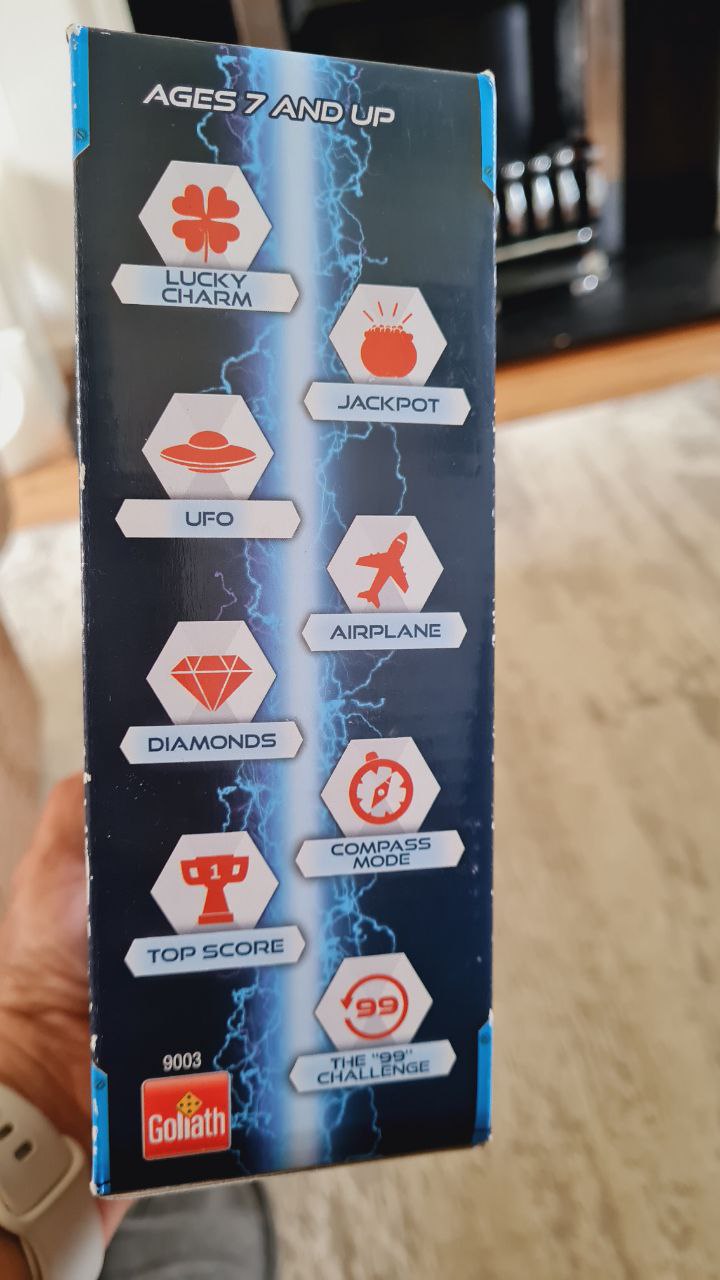 AGES 7 AND UP
LUCKY
CHARM
JACKPOT
UFO
AIRPLANE
DIAMONDS
COMPASS
MODE
1
TOP SCORE
99
THE "99"
CHALLENGE
9003
Goliath